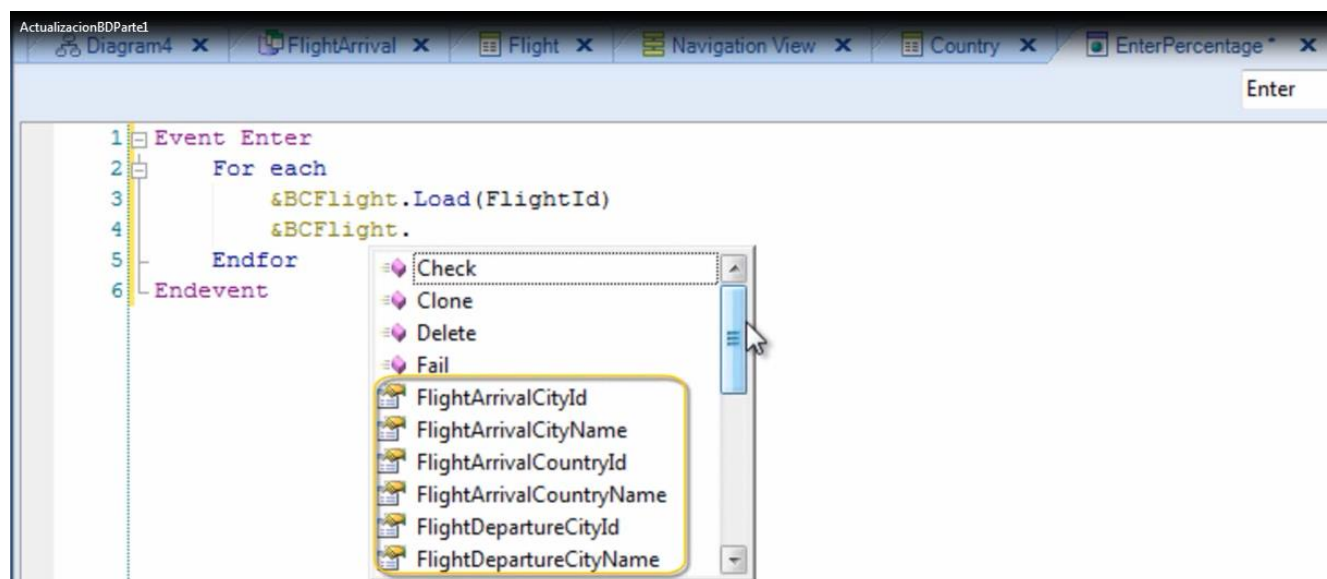 ActualizacionBDParte1
Diagram4 FlightArrival Flight Navigation View Country EnterPercentage *
Enter
1 Event Enter
2 For each
3 &BCFlight.Load(FlightId)
4 &BCFlight.
5 Endfor
6 Endevent
Check
Clone
Delete
Fail
FlightArrivalCityId
FlightArrivalCityName
FlightArrivalCountryId
FlightArrivalCountryName
FlightDepartureCityId
FlightDepartureCityName